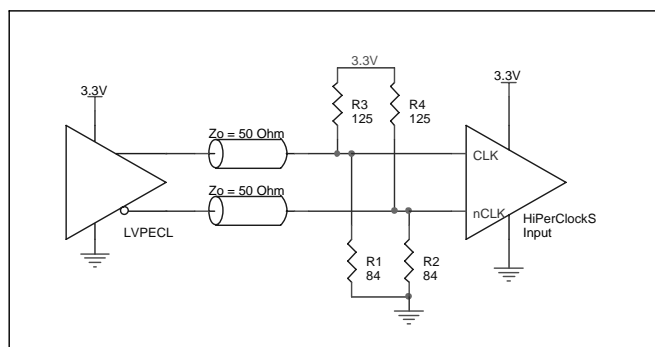 3.3V
3.3V
3.3V
R3
125
R4
125
Zo = 50 Ohm
CLK
Zo = 50 Ohm
nCLK
HiPerClockS
Input
LVPECL
R1
84
R2
84